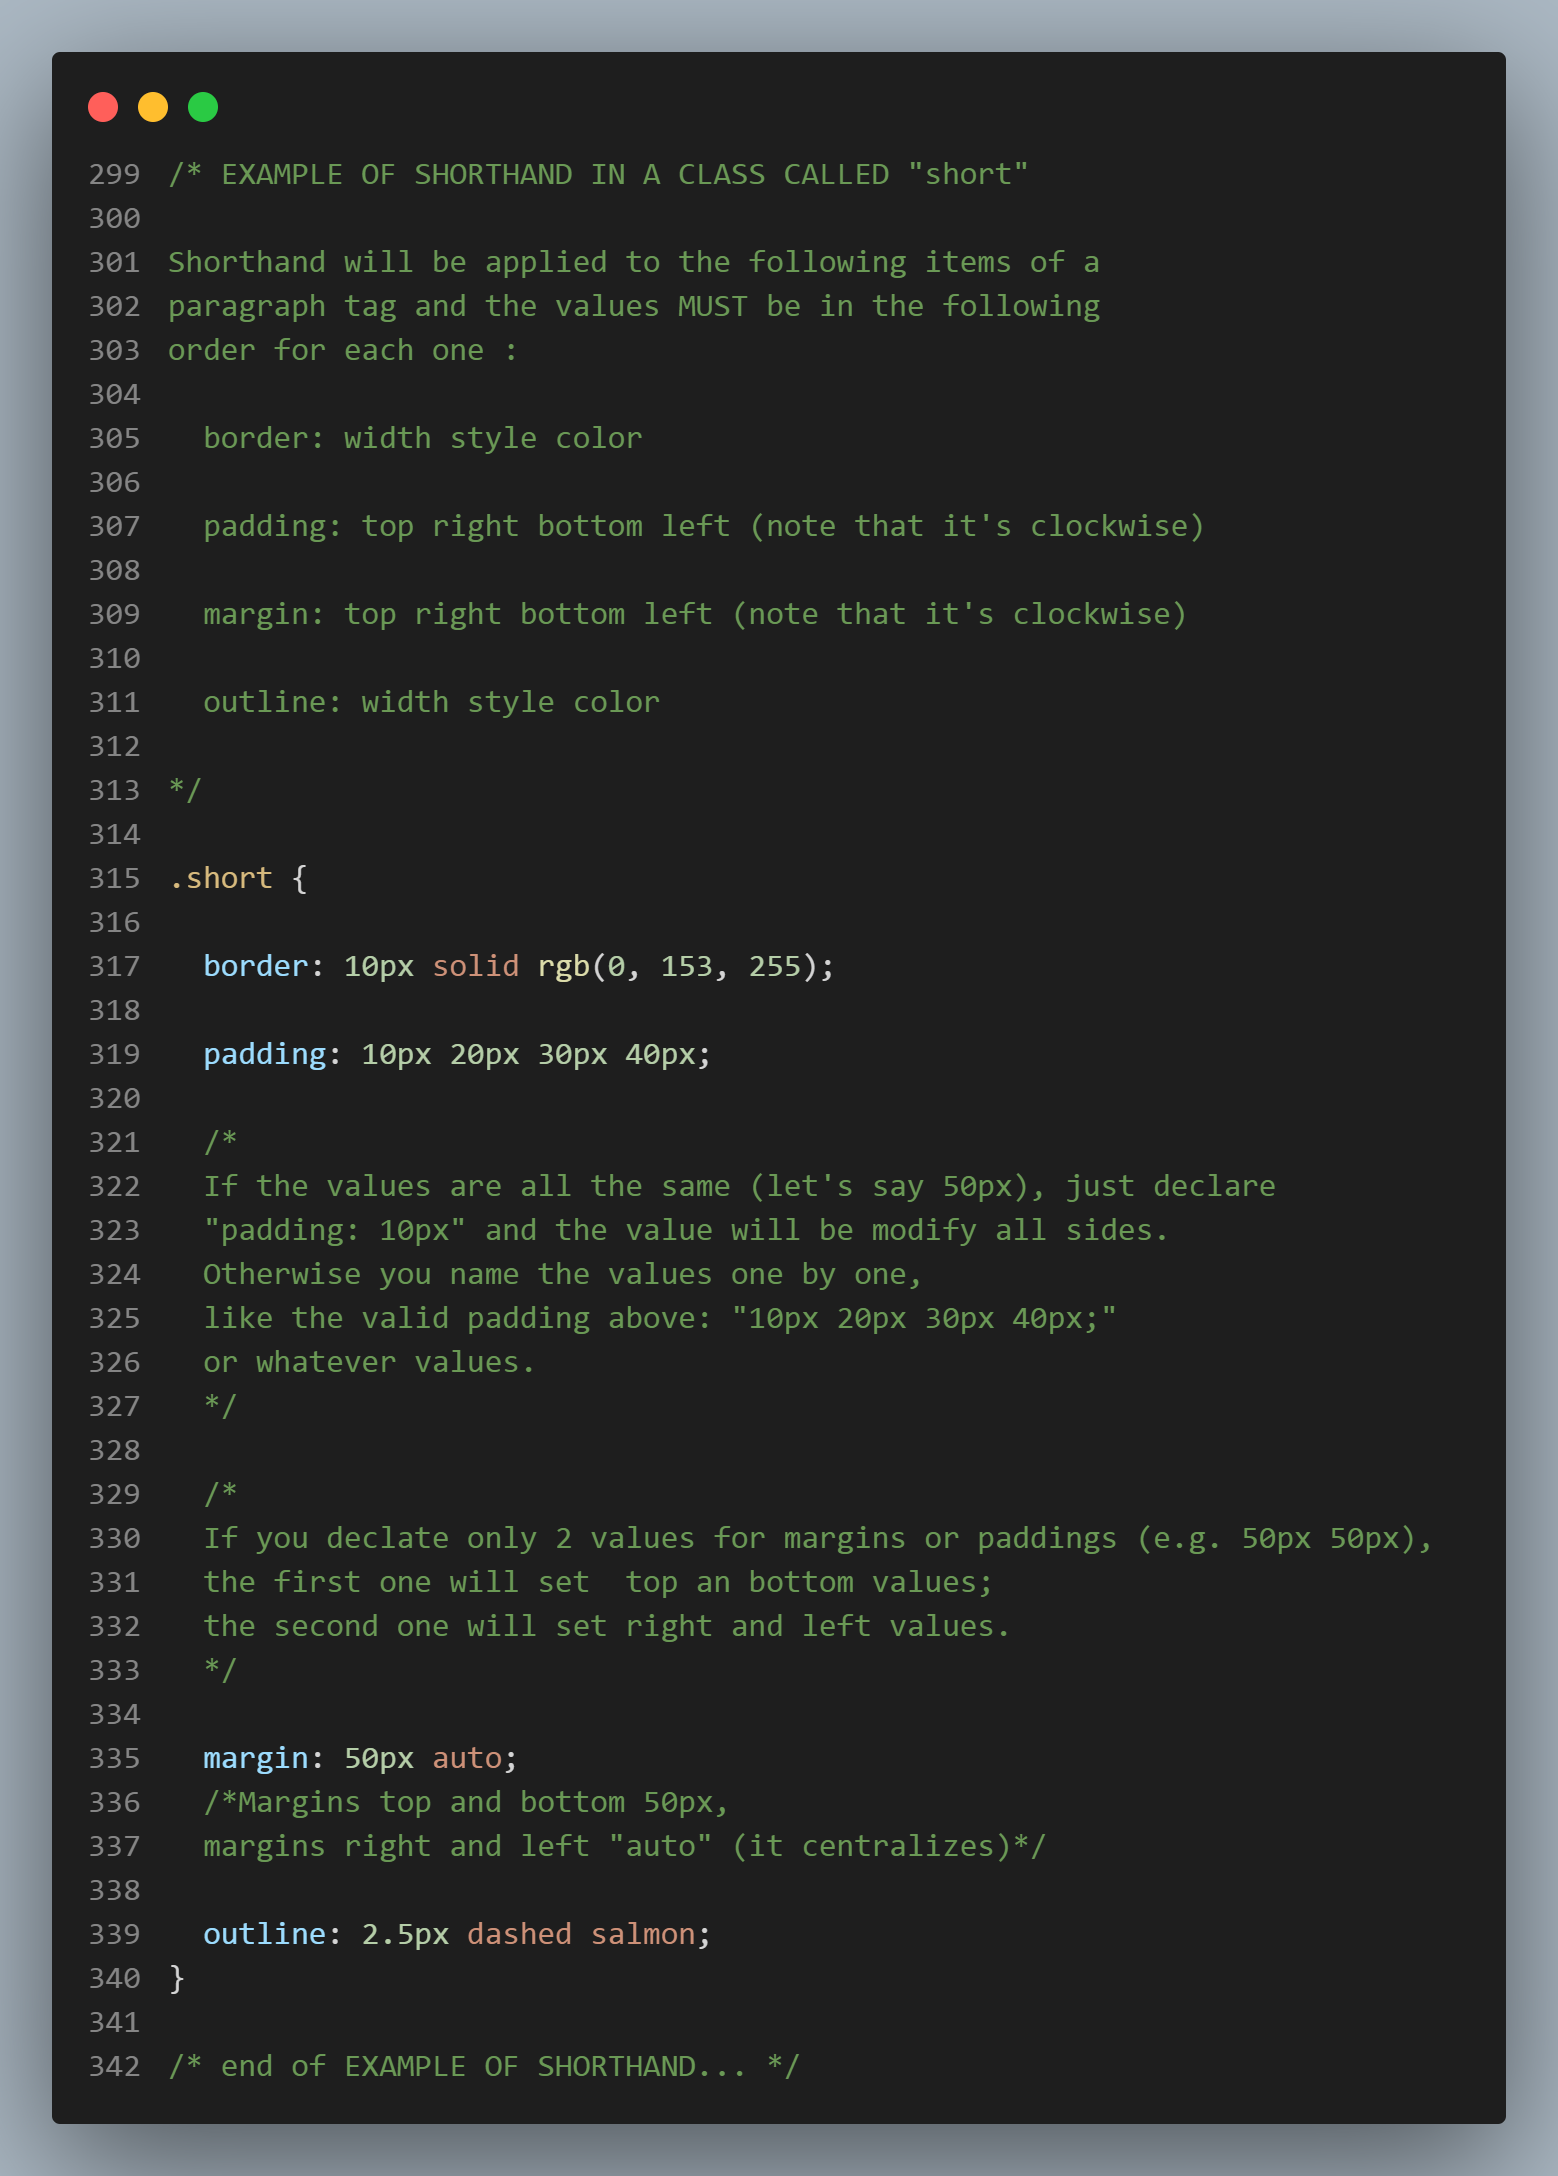 299 /* EXAMPLE OF SHORTHAND IN A CLASS CALLED "short"
300
301 Shorthand will be applied to the following items of a
302 paragraph tag and the values MUST be in the following
303 order for each one :
304
305   border: width style color
306
307   padding: top right bottom left (note that it's clockwise)
308
309   margin: top right bottom left (note that it's clockwise)
310
311   outline: width style color
312
313 */
314
315 .short {
316
317   border: 10px solid rgb(0, 153, 255);
318
319   padding: 10px 20px 30px 40px;
320
321   /*
322   If the values are all the same (let's say 50px), just declare
323   "padding: 10px" and the value will be modify all sides.
324   Otherwise you name the values one by one,
325   like the valid padding above: "10px 20px 30px 40px;"
326   or whatever values.
327   */
328
329   /*
330   If you declate only 2 values for margins or paddings (e.g. 50px 50px),
331   the first one will set  top an bottom values;
332   the second one will set right and left values.
333   */
334
335   margin: 50px auto;
336   /*Margins top and bottom 50px,
337   margins right and left "auto" (it centralizes)*/
338
339   outline: 2.5px dashed salmon;
340 }
341
342 /* end of EXAMPLE OF SHORTHAND... */